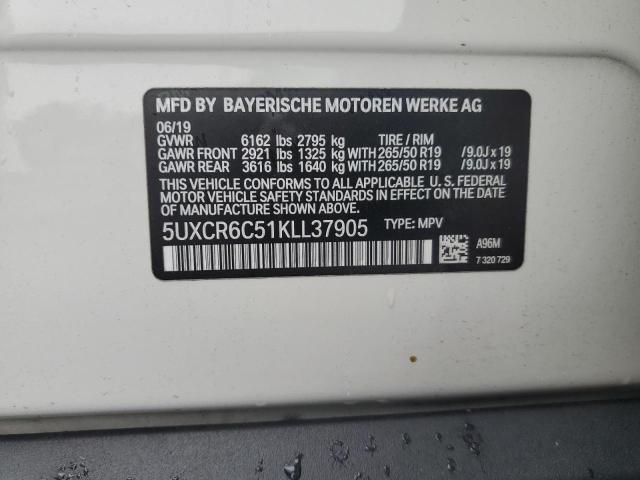 MFD BY BAYERISCHE MOTOREN WERKE AG
06/19
GVWR 6162 lbs 2795 kg TIRE / RIM
GAWR FRONT 2921 lbs 1325 kg WITH 265/50 R19 / 9.0J x 19
GAWR REAR 3616 lbs 1640 kg WITH 265/50 R19 / 9.0J x 19
THIS VEHICLE CONFORMS TO ALL APPLICABLE U. S. FEDERAL
MOTOR VEHICLE SAFETY STANDARDS IN EFFECT ON THE DATE
OF MANUFACTURE SHOWN ABOVE.
5UXCR6C51KLL37905 TYPE: MPV
A96M
7 320 729